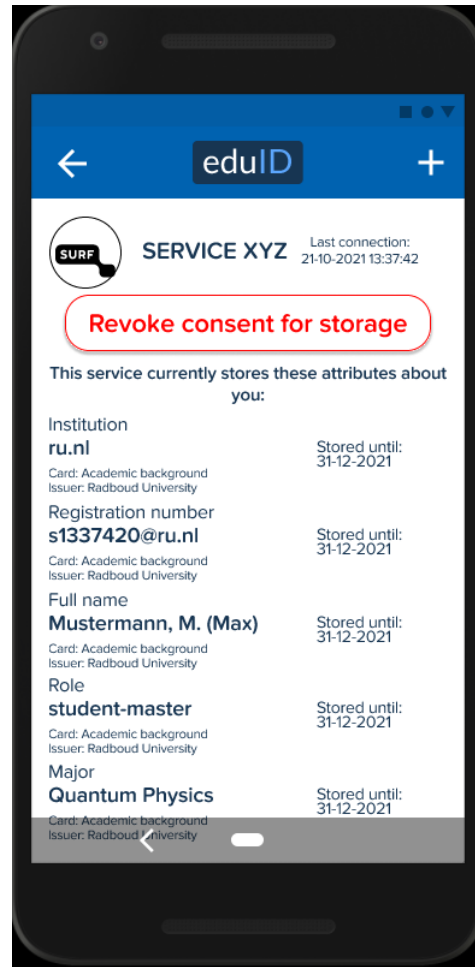 eduID
SURF
SERVICE XYZ
Last connection:
21-10-2021 13:37:42
Revoke consent for storage
This service currently stores these attributes about
you:
Institution
ru.nl
Stored until:
31-12-2021
Card: Academic background
Issuer: Radboud University
Registration number
s1337420@ru.nl
Stored until:
31-12-2021
Card: Academic background
Issuer: Radboud University
Full name
Mustermann, M. (Max)
Stored until:
31-12-2021
Card: Academic background
Issuer: Radboud University
Role
student-master
Stored until:
31-12-2021
Card: Academic background
Issuer: Radboud University
Major
Quantum Physics
Stored until:
31-12-2021
Card: Academic background
Issuer: Radboud University